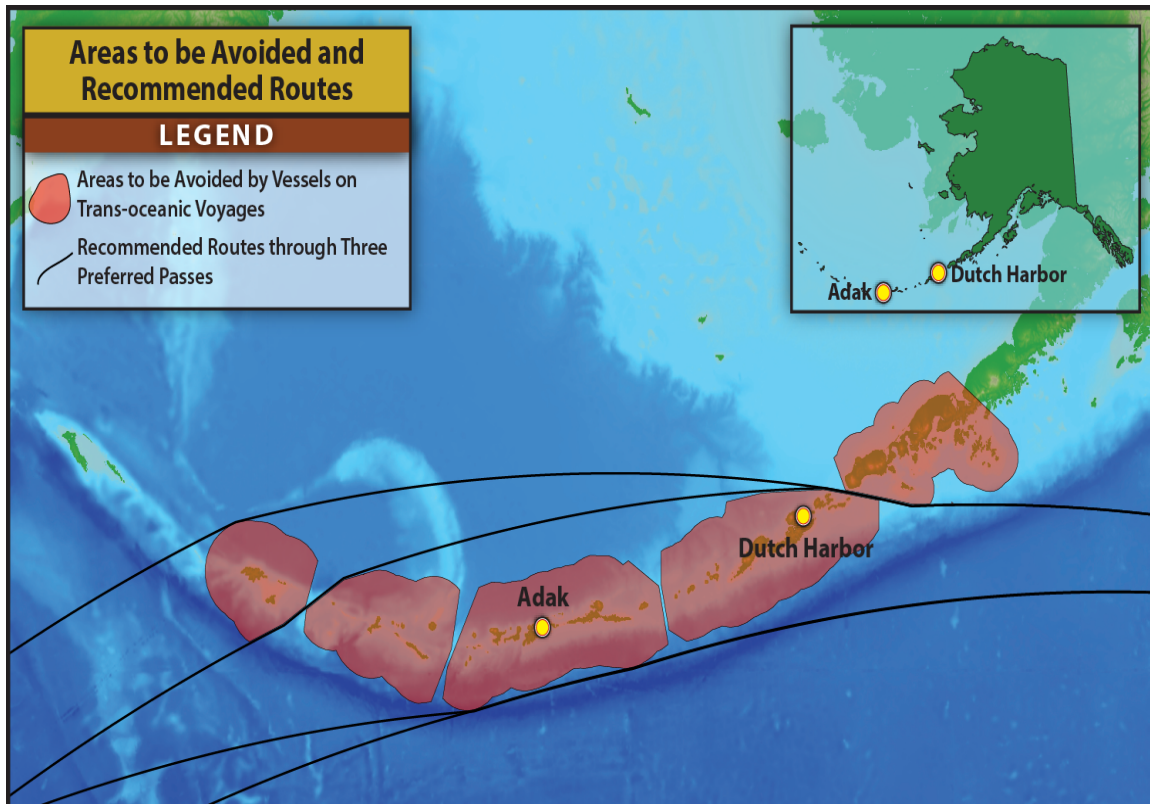 Areas to be Avoided and
Recommended Routes
LEGEND
Areas to be Avoided by Vessels on
Trans-oceanic Voyages
Recommended Routes through Three
Preferred Passes
Dutch Harbor
Adak
Dutch Harbor
Adak